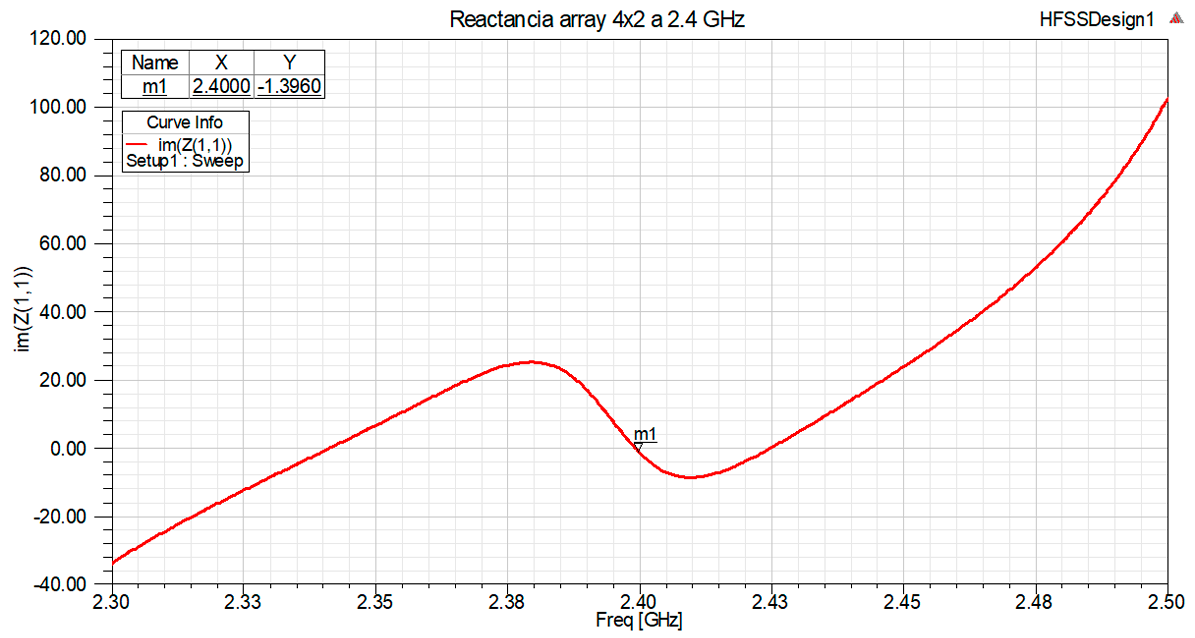 Reactancia array 4x2 a 2.4 GHz
HFSSDesign1
120.00
100.00
80.00
60.00
40.00
20.00
0.00
-20.00
-40.00
im(Z(1,1))
Name X Y
m1 2.4000 -1.3960
Curve Info
im(Z(1,1))
Setup1 : Sweep
m1
2.30 2.33 2.35 2.38 2.40 2.43 2.45 2.48 2.50
Freq [GHz]